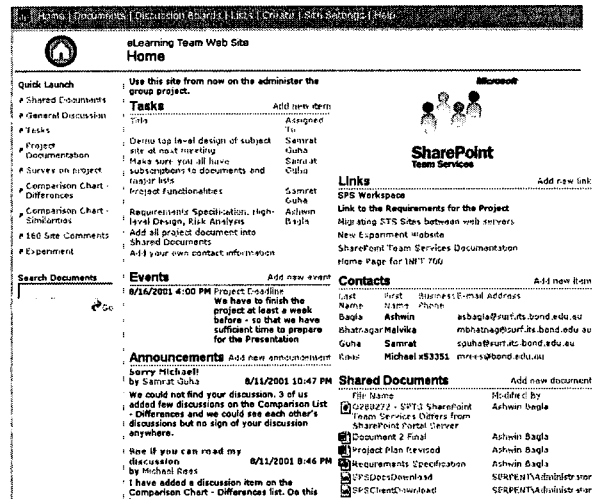 Home | Documents | Discussion Boards | Lists | Create | Site Settings | Help
eLearning Team Web Site
Home
Quick Launch
Shared Documents
General Discussion
Tasks
Project
Documentation
Survey on project
Comparison Chart -
Differences
Comparison Chart -
Similarities
160 Site Comments
Experiment
Search Documents
Go
Use this site from now on the administer the
group project.
Tasks Add new item
Title Assigned
To
Demo top level design of subject Samrat
site at next meeting Guha
Make sure you all have Samrat
subscriptions to documents and Guha
major lists
Project functionalities Samrat
Guha
Requirements Specification, High- Ashwin
level Design, Risk Analysis Bagla
Add all project document into
Shared Documents
Add your own contact information
Events Add new event
8/16/2001 4:00 PM Project Deadline
We have to finish the
project at least a week
before - so that we have
sufficient time to prepare
for the Presentation
Announcements Add new announcement
Sorry Michael!
by Samrat Guha 8/11/2001 10:47 PM
We could not find your discussion. 3 of us
added few discussions on the Comparison List
- Differences and we could see each other's
discussions but no sign of your discussion
anywhere.
See if you can read my
discussion 8/11/2001 8:46 PM
by Michael Rees
I have added a discussion item on the
Comparison Chart - Differences list. Do this
Microsoft
SharePoint
Team Services
Links Add new link
SPS Workspace
Link to the Requirements for the Project
Migrating STS Sites between web servers
New Experiment Website
SharePoint Team Services Documentation
Home Page for INFT 700
Contacts Add new item
Last First Business E-mail Address
Name Name Phone
Bagla Ashwin asbagla@surf.its.bond.edu.au
Bhatnagar Malvika mbhatnag@surf.its.bond.edu.au
Guha Samrat sguha@surf.its.bond.edu.au
Rees Michael x53351 mrees@bond.edu.au
Shared Documents Add new document
File Name Modified By
Q280272 - SPTG SharePoint Ashwin Bagla
Team Services Differs from
SharePoint Portal Server
Document 2 Final Ashwin Bagla
Project Plan Revised Ashwin Bagla
Requirements Specification Ashwin Bagla
SPSDocsDownload SERPENT\Administrator
SPSClientDownload SERPENT\Administrator